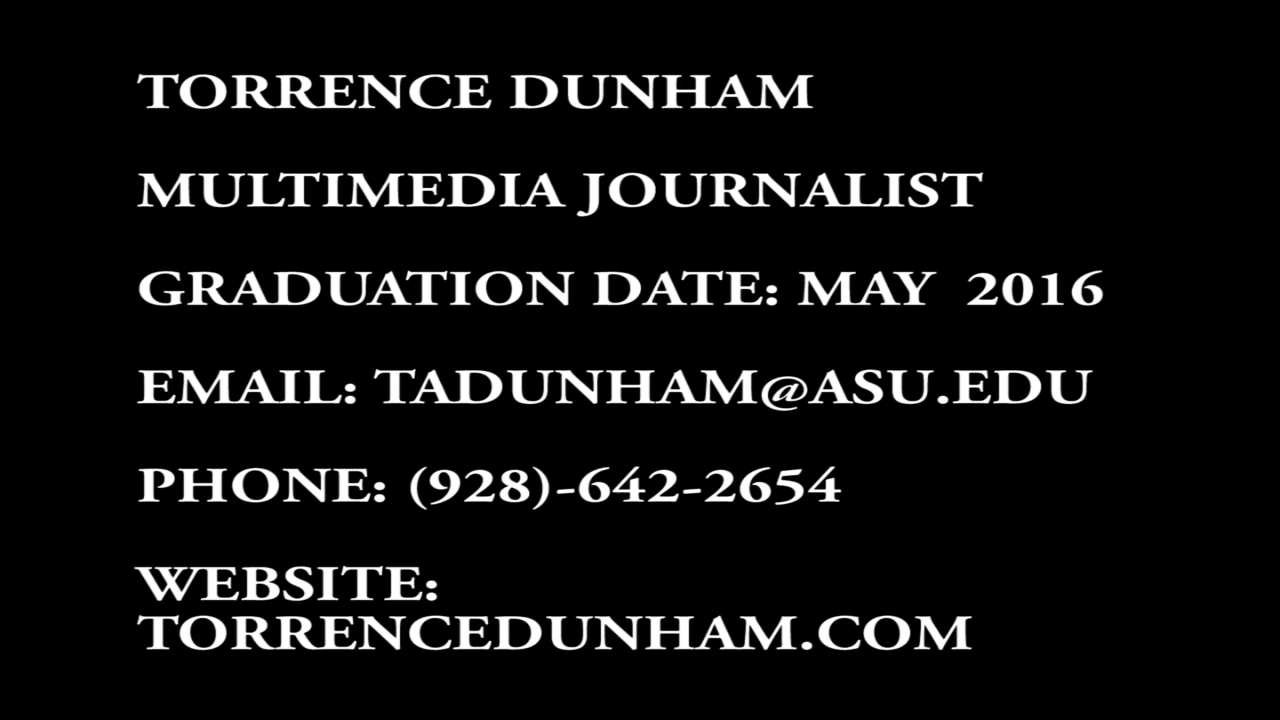 TORRENCE DUNHAM
MULTIMEDIA JOURNALIST
GRADUATION DATE: MAY  2016
EMAIL: TADUNHAM@ASU.EDU
PHONE: (928)-642-2654
WEBSITE:
TORRENCEDUNHAM.COM